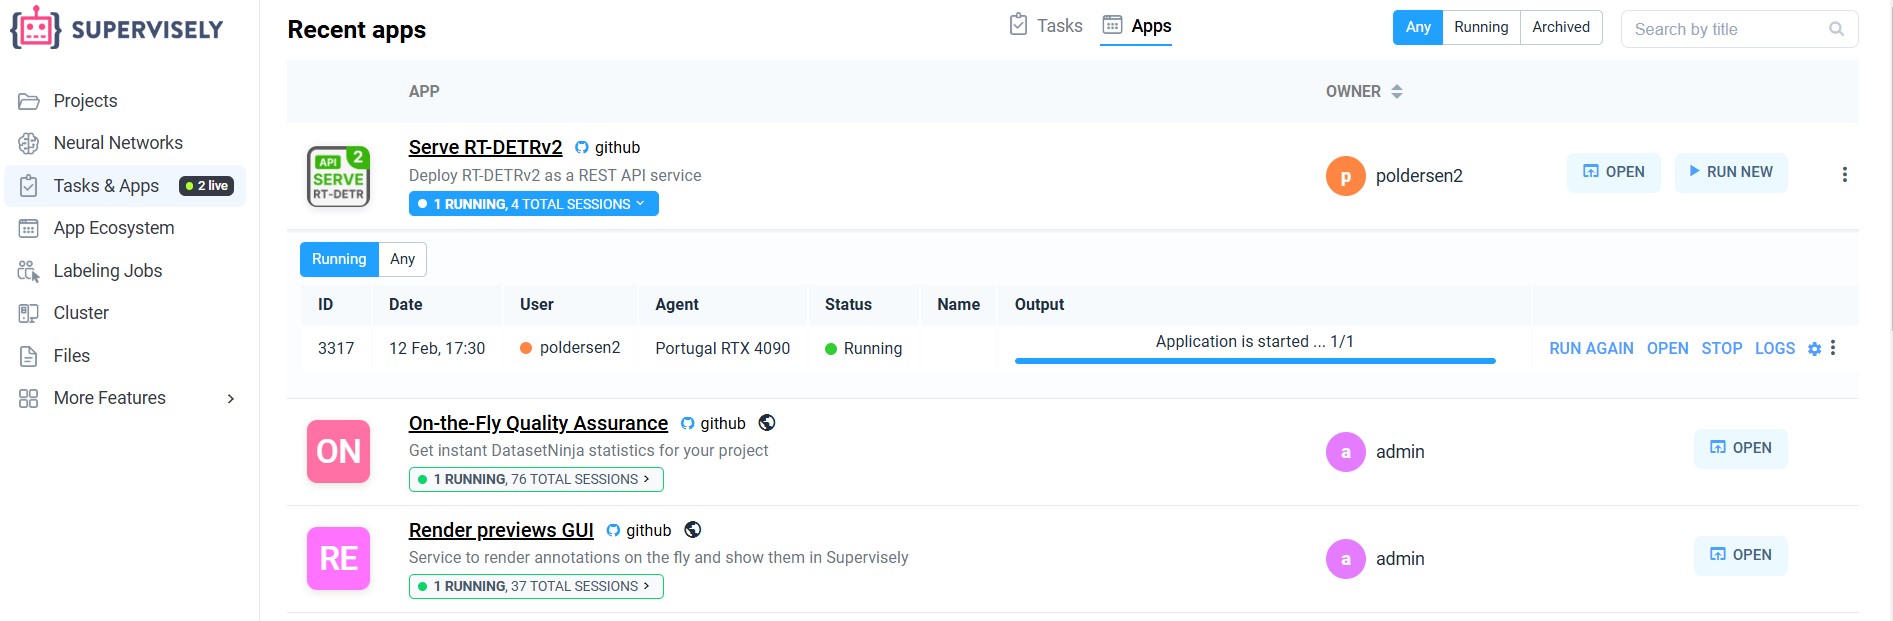 SUPERVISELY
Recent apps
Tasks
Apps
Any
Running
Archived
Search by title
Projects
Neural Networks
Tasks & Apps
2 live
App Ecosystem
Labeling Jobs
Cluster
Files
More Features
APP
OWNER
API 2
SERVE
RT-DETR
Serve RT-DETRv2
github
Deploy RT-DETRv2 as a REST API service
1 RUNNING, 4 TOTAL SESSIONS
p
poldersen2
OPEN
RUN NEW
Running
Any
ID
Date
User
Agent
Status
Name
Output
3317
12 Feb, 17:30
poldersen2
Portugal RTX 4090
Running
Application is started ... 1/1
RUN AGAIN
OPEN
STOP
LOGS
ON
On-the-Fly Quality Assurance
github
Get instant DatasetNinja statistics for your project
1 RUNNING, 76 TOTAL SESSIONS
a
admin
OPEN
RE
Render previews GUI
github
Service to render annotations on the fly and show them in Supervisely
1 RUNNING, 37 TOTAL SESSIONS
a
admin
OPEN